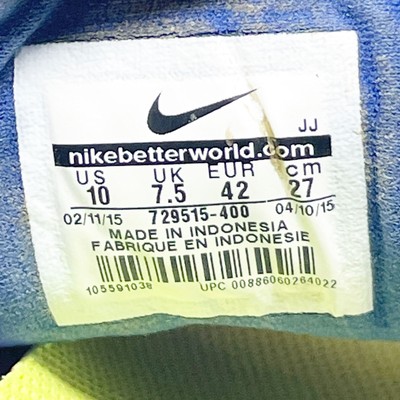 JJ
nikebetterworld.com
US UK EUR cm
10 7.5 42 27
02/11/15 729515-400 04/10/15
MADE IN INDONESIA
FABRIQUE EN INDONESIE
105591038 UPC 00886060264022